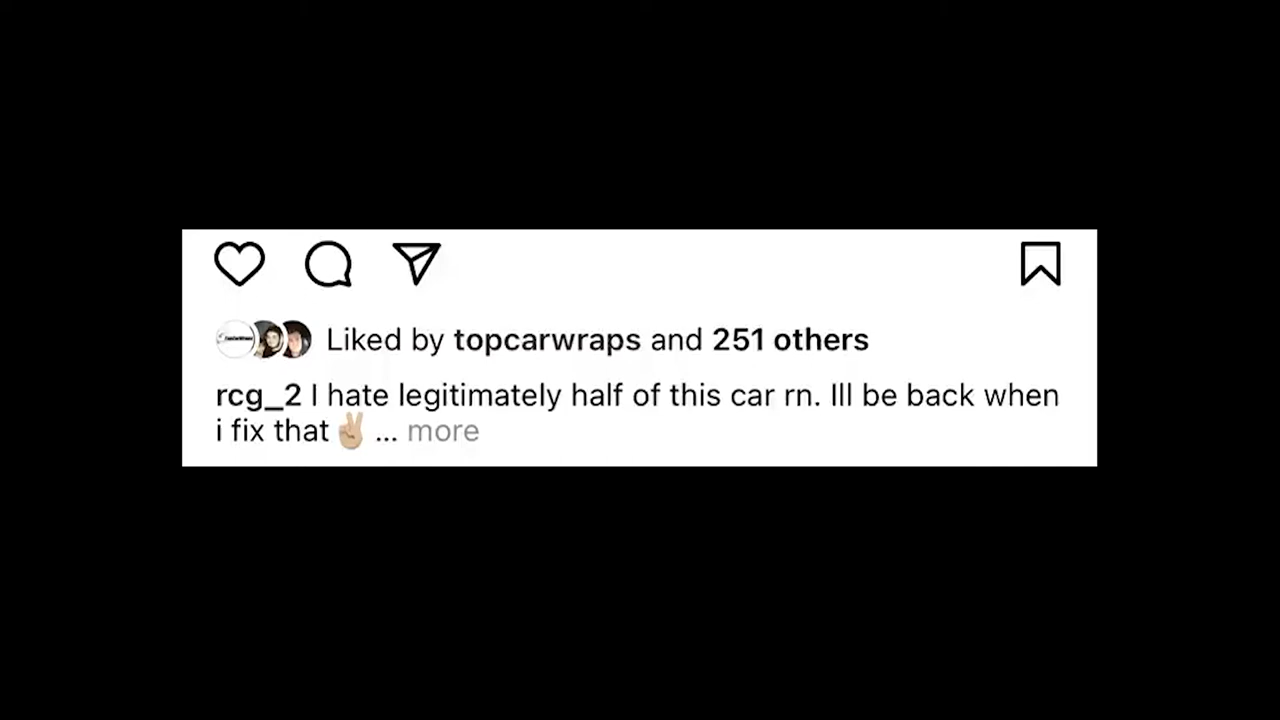 Liked by topcarwraps and 251 others
rcg_2 I hate legitimately half of this car rn. Ill be back when
i fix that✌🏼 ... more